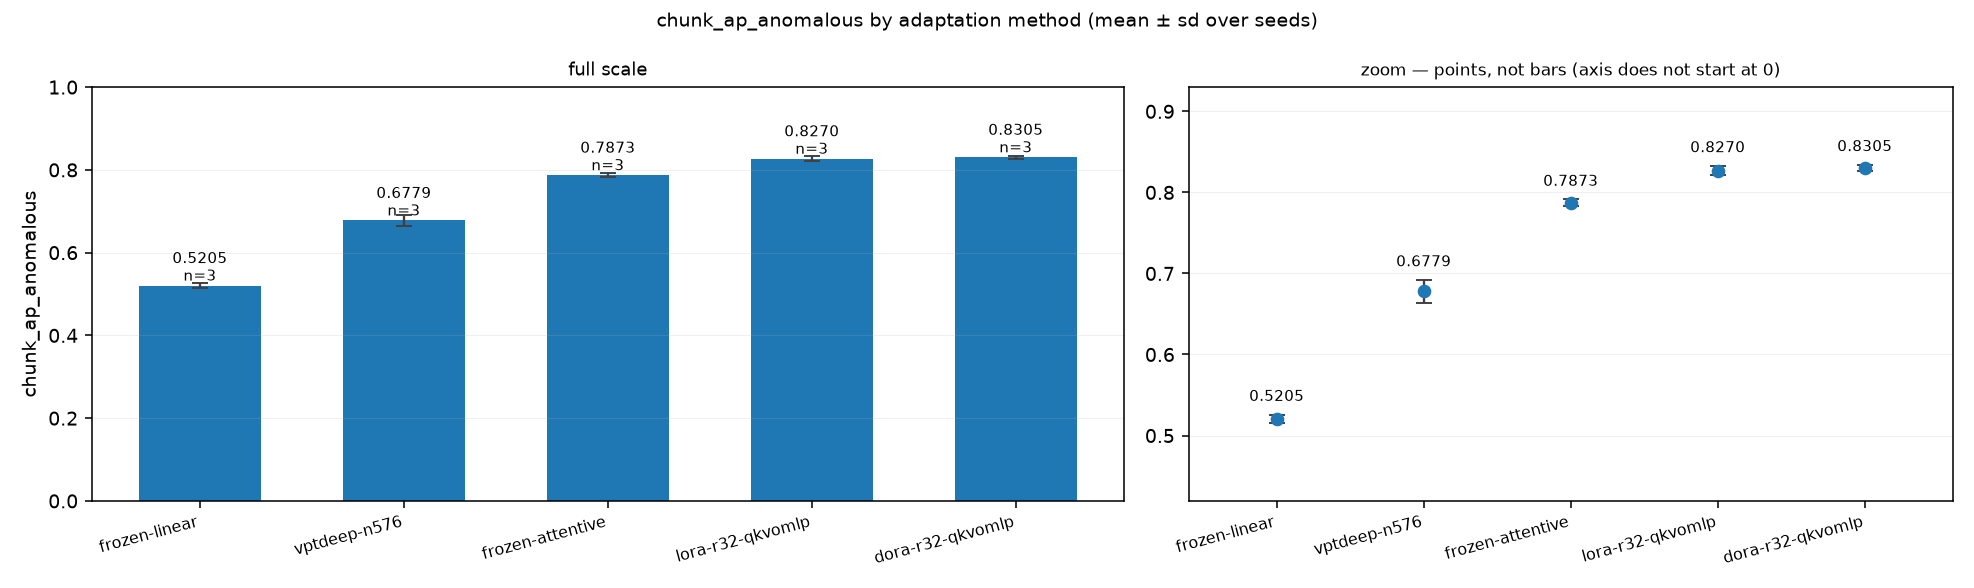 chunk_ap_anomalous by adaptation method (mean ± sd over seeds)
full scale
chunk_ap_anomalous
1.0
0.8
0.6
0.4
0.2
0.0
0.5205
n=3
0.6779
n=3
0.7873
n=3
0.8270
n=3
0.8305
n=3
frozen-linear
vptdeep-n576
frozen-attentive
lora-r32-qkvomlp
dora-r32-qkvomlp
zoom — points, not bars (axis does not start at 0)
0.9
0.8
0.7
0.6
0.5
0.5205
0.6779
0.7873
0.8270
0.8305
frozen-linear
vptdeep-n576
frozen-attentive
lora-r32-qkvomlp
dora-r32-qkvomlp